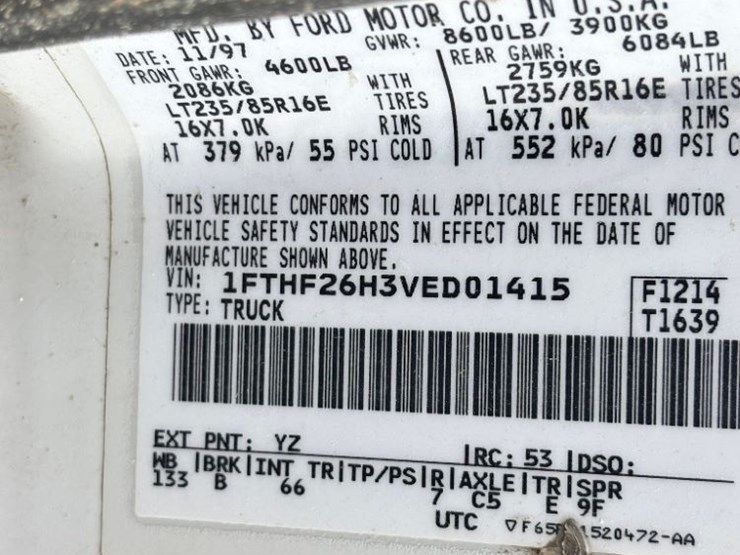 MFD. BY FORD MOTOR CO. IN U.S.A.
DATE: 11/97 GVWR: 8600LB/ 3900KG
FRONT GAWR: 4600LB REAR GAWR: 6084LB
2086KG WITH 2759KG WITH
LT235/85R16E TIRES LT235/85R16E TIRES
16X7.0K RIMS 16X7.0K RIMS
AT 379 kPa/ 55 PSI COLD AT 552 kPa/ 80 PSI C
THIS VEHICLE CONFORMS TO ALL APPLICABLE FEDERAL MOTOR
VEHICLE SAFETY STANDARDS IN EFFECT ON THE DATE OF
MANUFACTURE SHOWN ABOVE.
VIN: 1FTHF26H3VED01415 F1214
TYPE: TRUCK T1639
EXT PNT: YZ RC: 53 DSO:
WB BRK INT TR TP/PS R AXLE TR SPR
133 B 66 7 C5 E 9F
UTC 1520472-AA